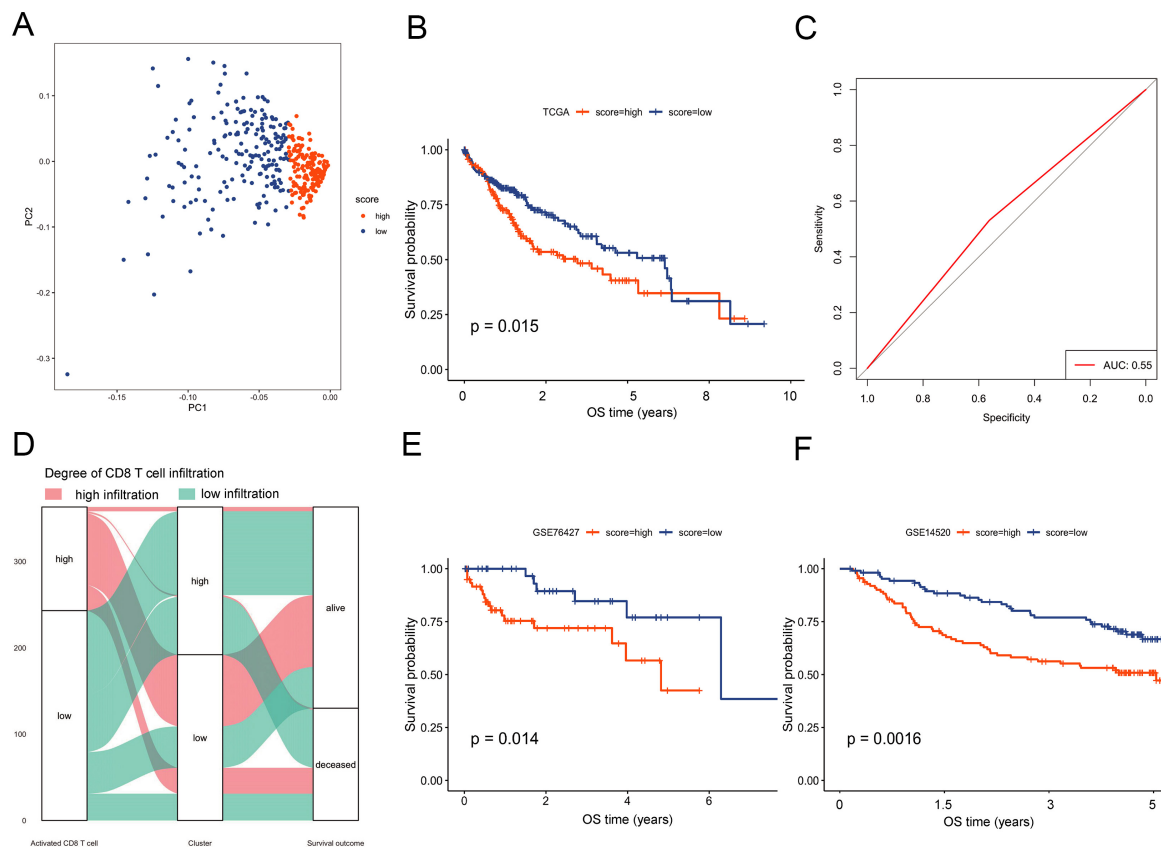 A
0.1
0.0
-0.1
-0.2
-0.3
PC2
-0.15
-0.10
-0.05
0.00
PC1
score
high
low
B
TCGA score=high score=low
1.00
0.75
0.50
0.25
0.00
Survival probability
p = 0.015
0 2 5 8 10
OS time (years)
C
1.0
0.8
0.6
0.4
0.2
0.0
Sensitivity
AUC: 0.55
1.0 0.8 0.6 0.4 0.2 0.0
Specificity
D
Degree of CD8 T cell infiltration
high infiltration low infiltration
300
200
100
0
high
low
high
low
alive
deceased
Activated CD8 T cell Cluster Survival outcome
E
GSE76427 score=high score=low
1.00
0.75
0.50
0.25
0.00
Survival probability
p = 0.014
0 2 4 6
OS time (years)
F
GSE14520 score=high score=low
1.00
0.75
0.50
0.25
0.00
Survival probability
p = 0.0016
0 1.5 3 5
OS time (years)